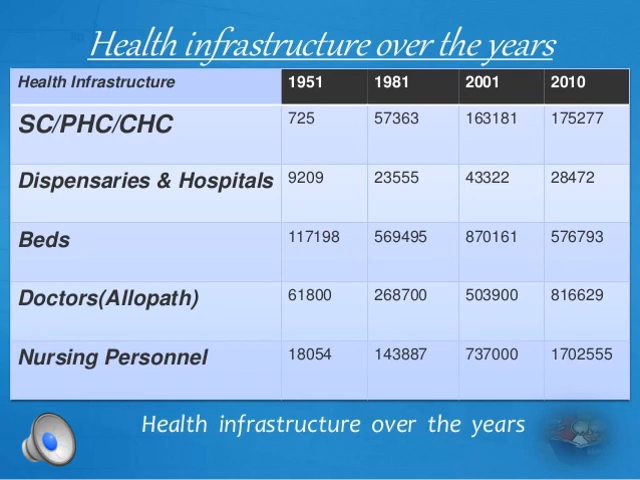 Health infrastructure over the years
Health Infrastructure 1951 1981 2001 2010
SC/PHC/CHC 725 57363 163181 175277
Dispensaries & Hospitals 9209 23555 43322 28472
Beds 117198 569495 870161 576793
Doctors(Allopath) 61800 268700 503900 816629
Nursing Personnel 18054 143887 737000 1702555
Health infrastructure over the years